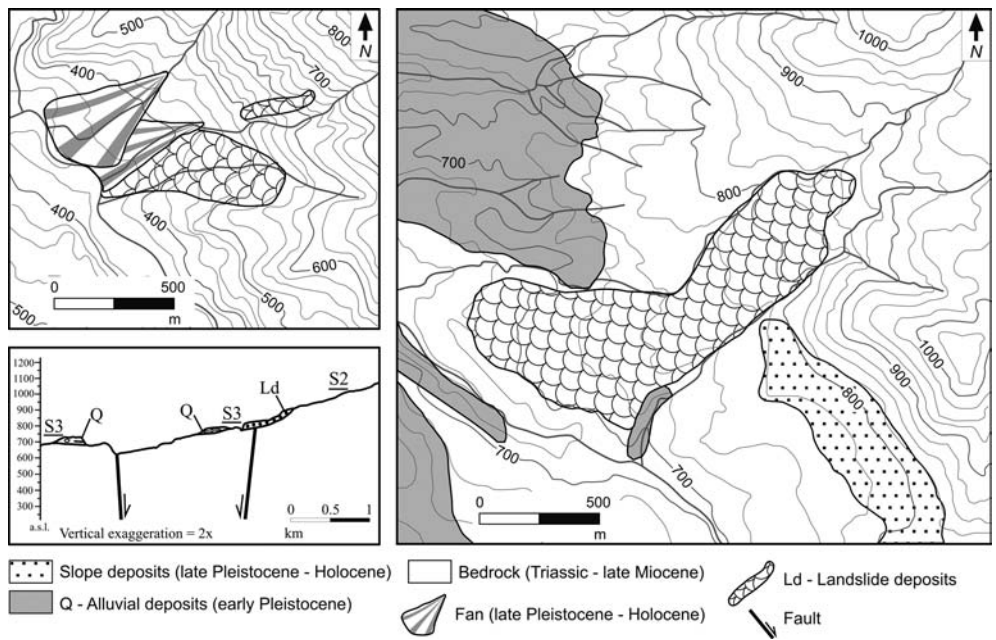 500
800
N
700
400
400
400
400
600
500
500
0 500
m
1000
N
900
700
800
1000
900
800
700
700
0 500
m
1200
1100
1000
900
800
700
600
500
400
300
a.s.l.
S3
Q
Q
S3
Ld
S2
0 0.5 1
km
Vertical exaggeration = 2x
Slope deposits (late Pleistocene - Holocene)
Q - Alluvial deposits (early Pleistocene)
Bedrock (Triassic - late Miocene)
Fan (late Pleistocene - Holocene)
Ld - Landslide deposits
Fault